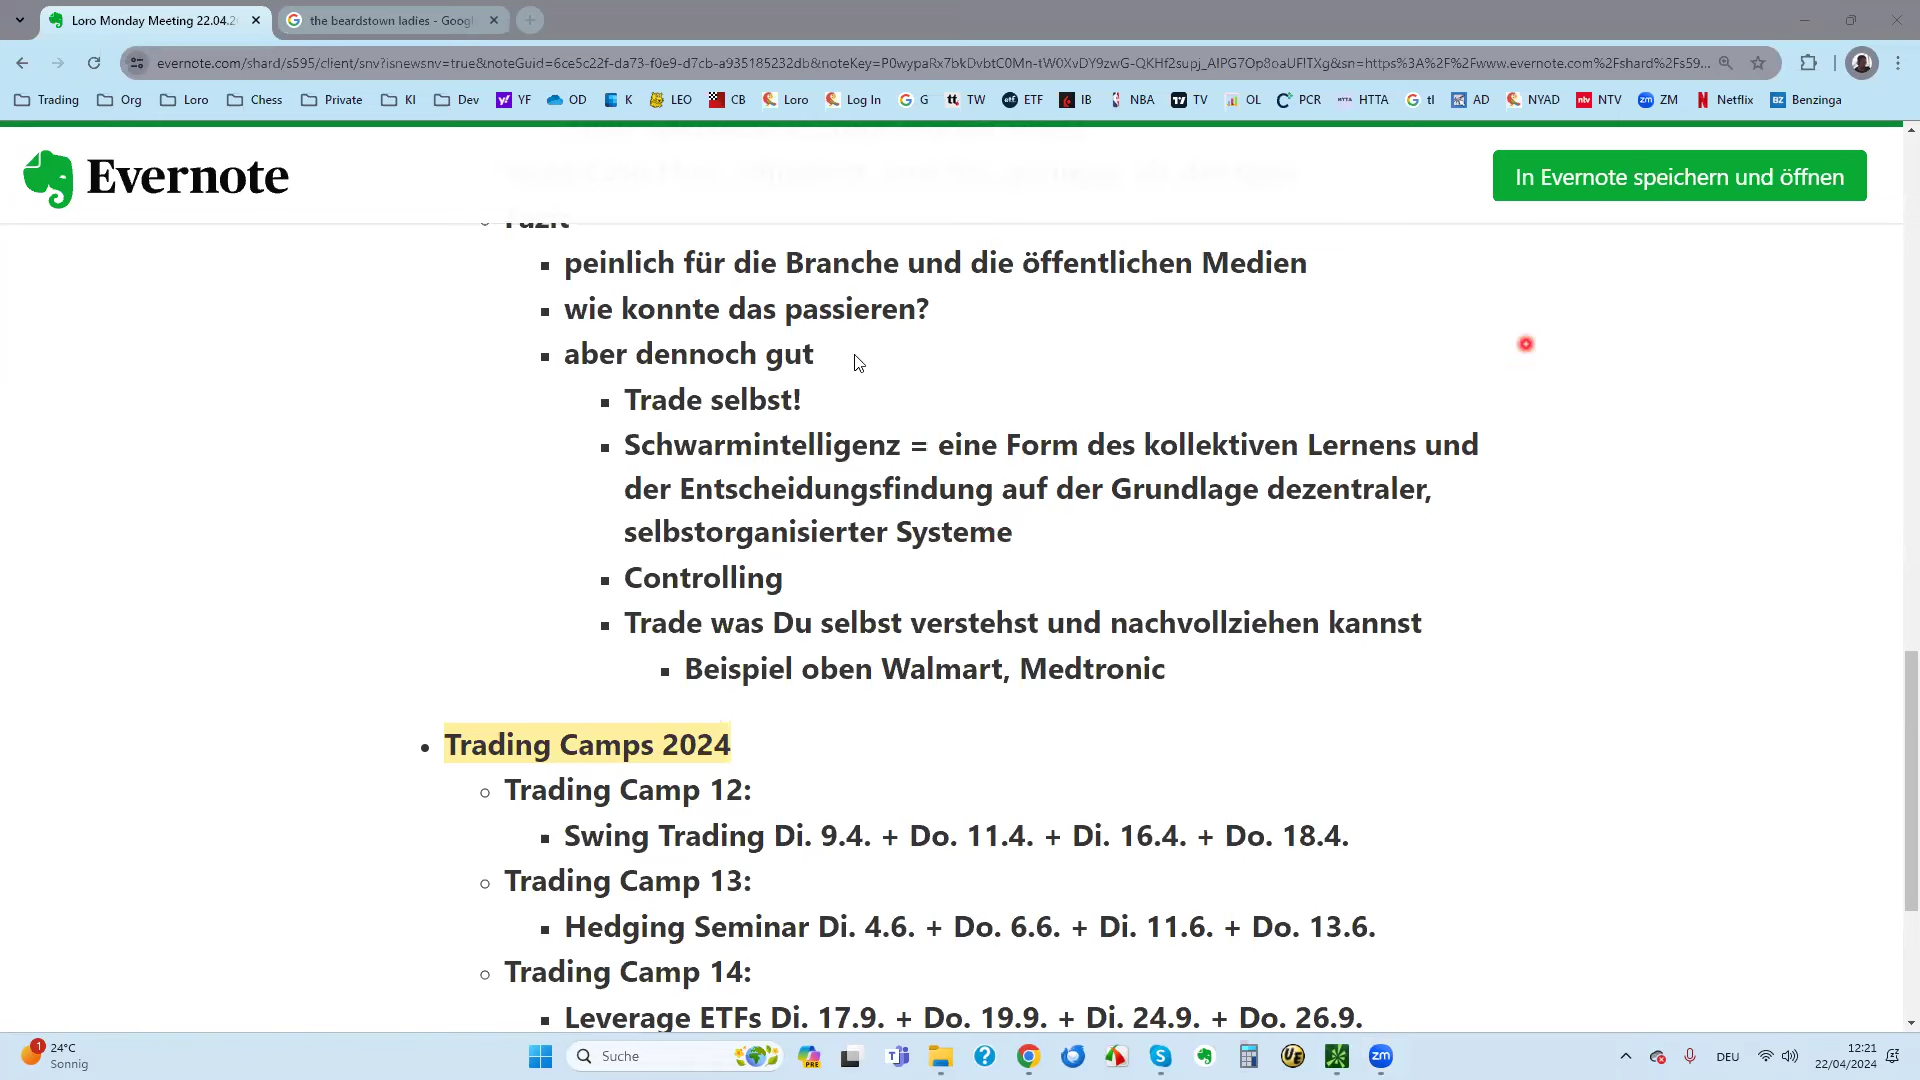 Loro Monday Meeting 22.04.2
the beardstown ladies - Googl
evernote.com/shard/s595/client/snv?isnewsnv=true&noteGuid=6ce5c22f-da73-f0e9-d7cb-a935185232db&noteKey=P0wypaRx7bkDvbtC0Mn-tW0XvDY9zwG-QKHf2supj_AIPG7Op8oaUFITXg&sn=https%3A%2F%2Fwww.evernote.com%2Fshard%2Fs59...
Trading Org Loro Chess Private KI Dev YF OD K LEO CB Loro Log In G TW ETF IB NBA TV OL PCR HTTA tl AD NYAD NTV ZM Netflix Benzinga
Evernote
In Evernote speichern und öffnen
Fazit
peinlich für die Branche und die öffentlichen Medien
wie konnte das passieren?
aber dennoch gut
Trade selbst!
Schwarmintelligenz = eine Form des kollektiven Lernens und
der Entscheidungsfindung auf der Grundlage dezentraler,
selbstorganisierter Systeme
Controlling
Trade was Du selbst verstehst und nachvollziehen kannst
Beispiel oben Walmart, Medtronic
Trading Camps 2024
Trading Camp 12:
Swing Trading Di. 9.4. + Do. 11.4. + Di. 16.4. + Do. 18.4.
Trading Camp 13:
Hedging Seminar Di. 4.6. + Do. 6.6. + Di. 11.6. + Do. 13.6.
Trading Camp 14:
Leverage ETFs Di. 17.9. + Do. 19.9. + Di. 24.9. + Do. 26.9.
1
24°C
Sonnig
Suche
DEU
12:21
22/04/2024